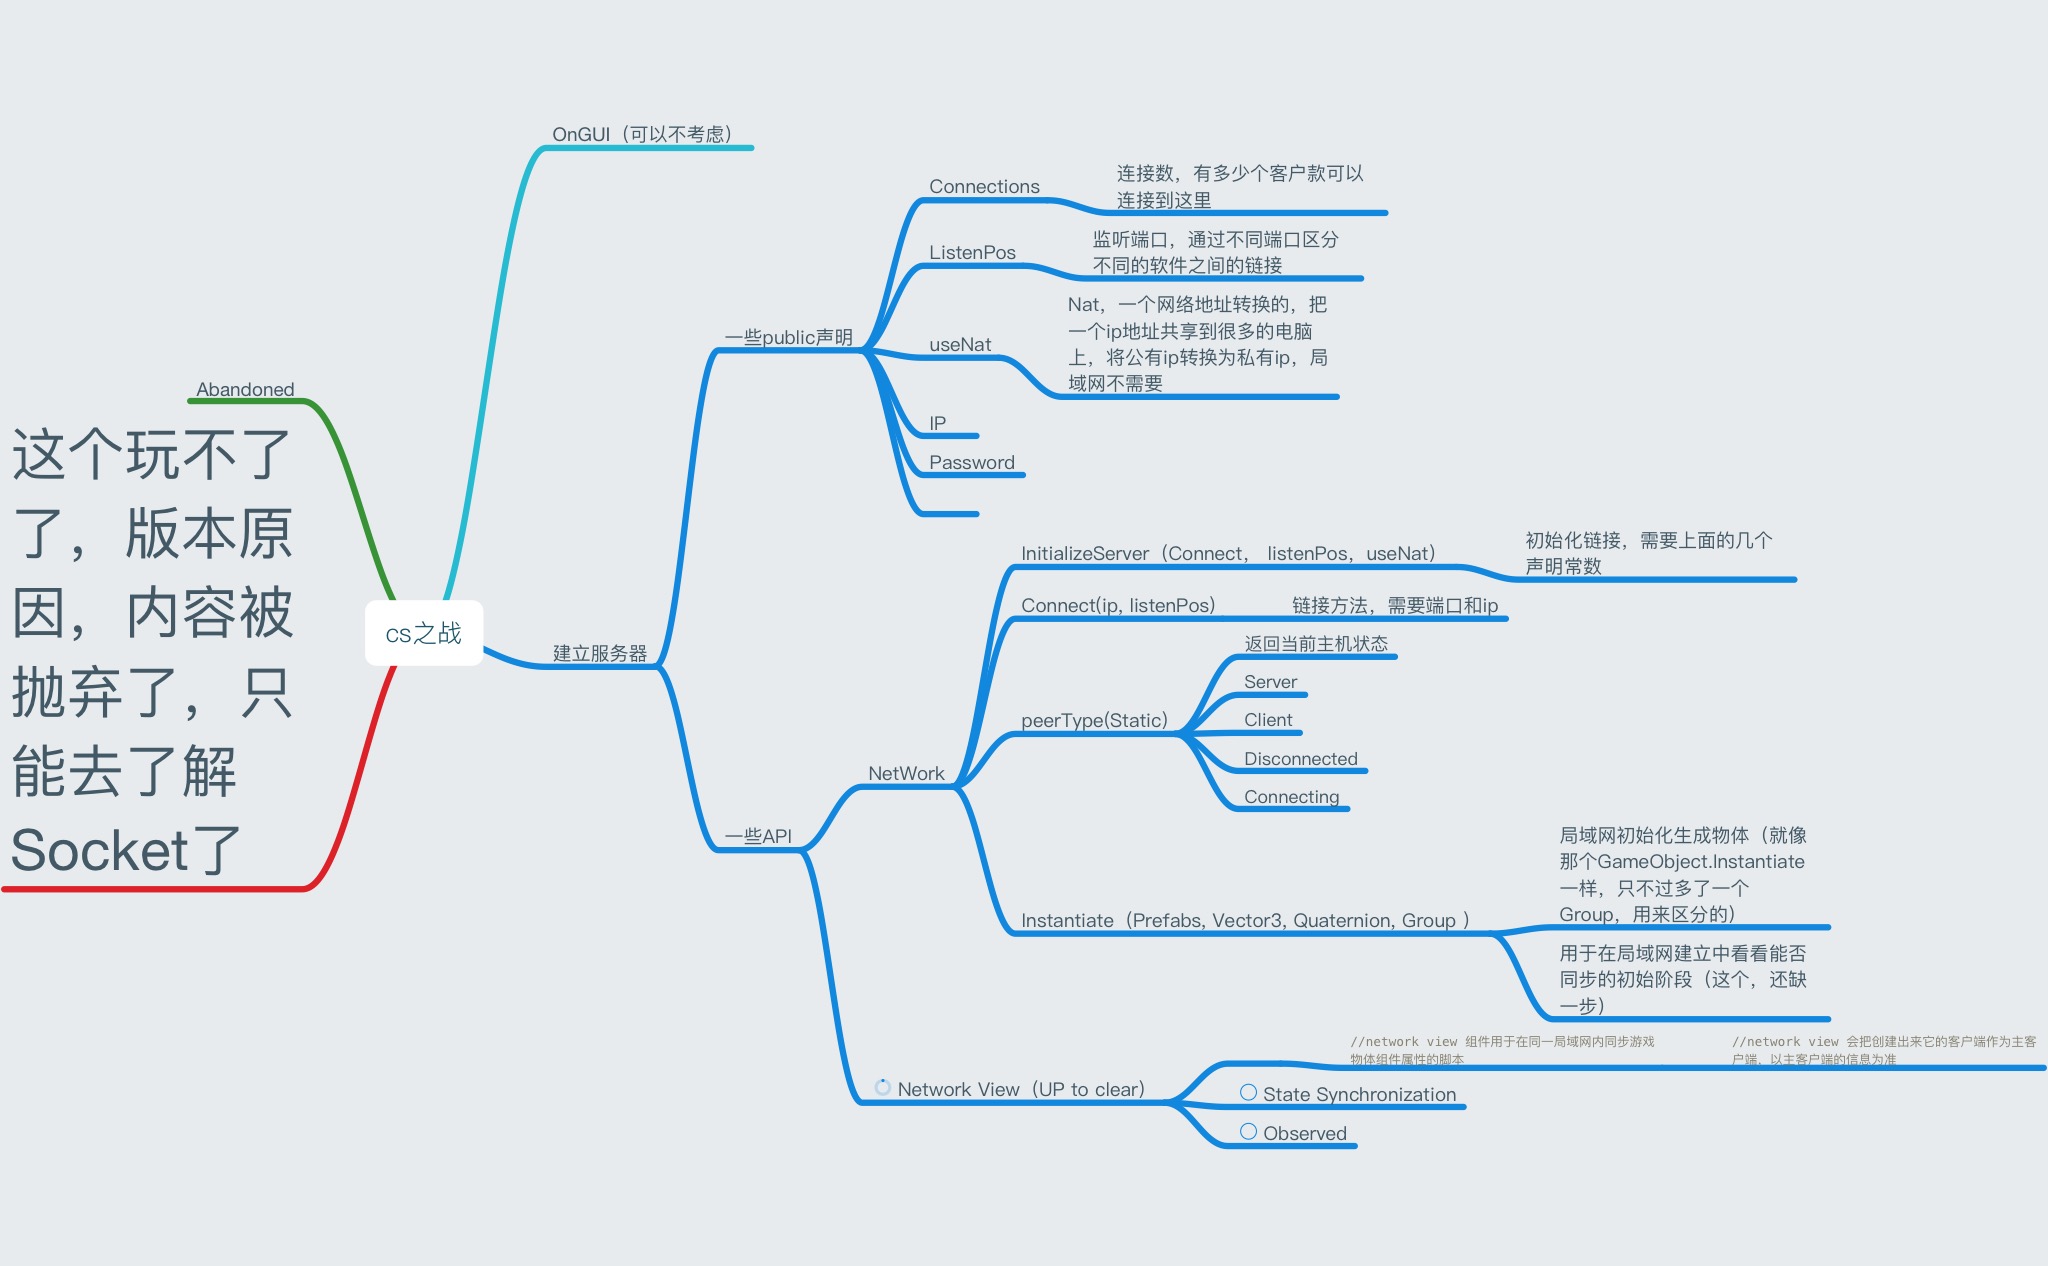 OnGUI（可以不考虑）
Connections
连接数，有多少个客户款可以
连接到这里
ListenPos
监听端口，通过不同端口区分
不同的软件之间的链接
一些public声明
useNat
Nat，一个网络地址转换的，把
一个ip地址共享到很多的电脑
上，将公有ip转换为私有ip，局
域网不需要
IP
Password
Abandoned
这个玩不了
了，版本原
因，内容被
抛弃了，只
能去了解
Socket了
cs之战
建立服务器
InitializeServer（Connect， listenPos，useNat）
初始化链接，需要上面的几个
声明常数
Connect(ip, listenPos)
链接方法，需要端口和ip
peerType(Static)
返回当前主机状态
Server
Client
Disconnected
Connecting
NetWork
一些API
Instantiate（Prefabs, Vector3, Quaternion, Group ）
局域网初始化生成物体（就像
那个GameObject.Instantiate
一样，只不过多了一个
Group，用来区分的）
用于在局域网建立中看看能否
同步的初始阶段（这个，还缺
一步）
Network View（UP to clear）
//network view 组件用于在同一局域网内同步游戏
物体组件属性的脚本
//network view 会把创建出来它的客户端作为主客
户端，以主客户端的信息为准
State Synchronization
Observed